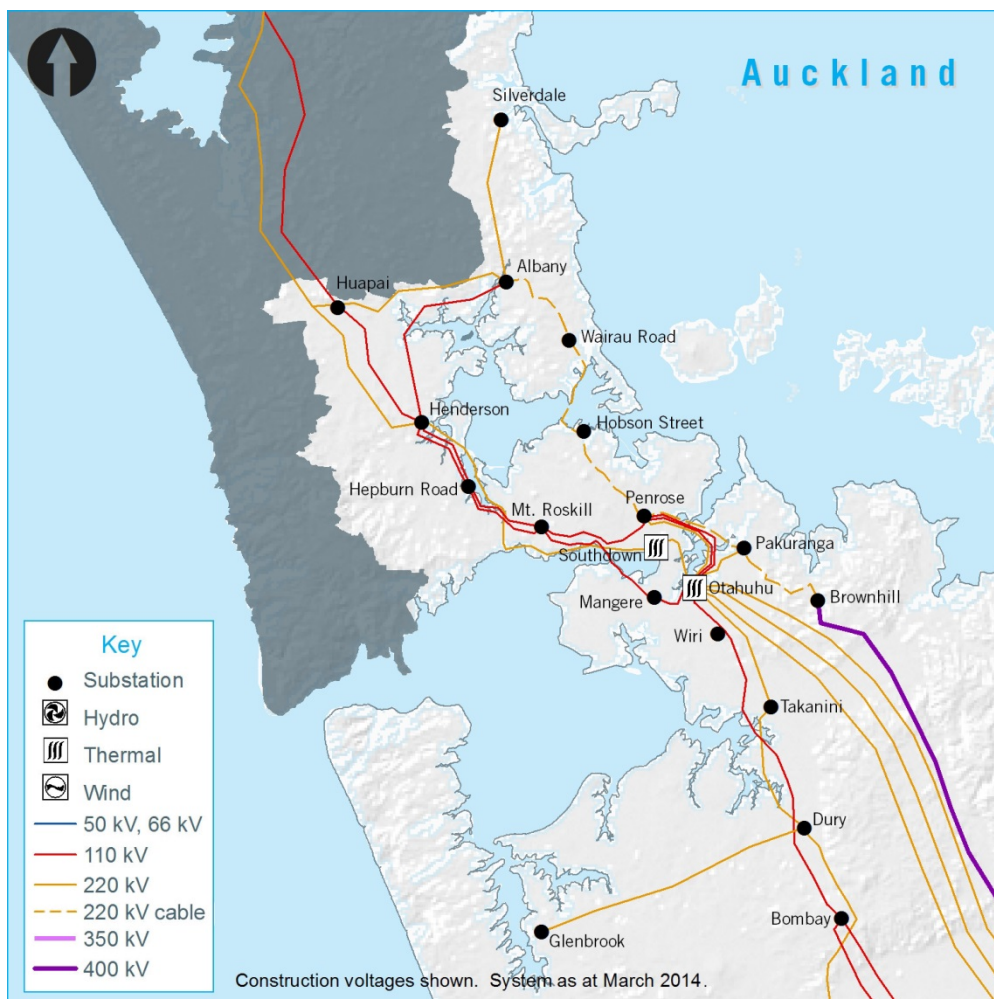 Auckland
Silverdale
Albany
Huapai
Wairau Road
Henderson
Hobson Street
Hepburn Road
Mt. Roskill
Penrose
Southdown
Pakuranga
Otahuhu
Mangere
Brownhill
Wiri
Takanini
Dury
Bombay
Glenbrook
Key
Substation
Hydro
Thermal
Wind
50 kV, 66 kV
110 kV
220 kV
220 kV cable
350 kV
400 kV
Construction voltages shown. System as at March 2014.